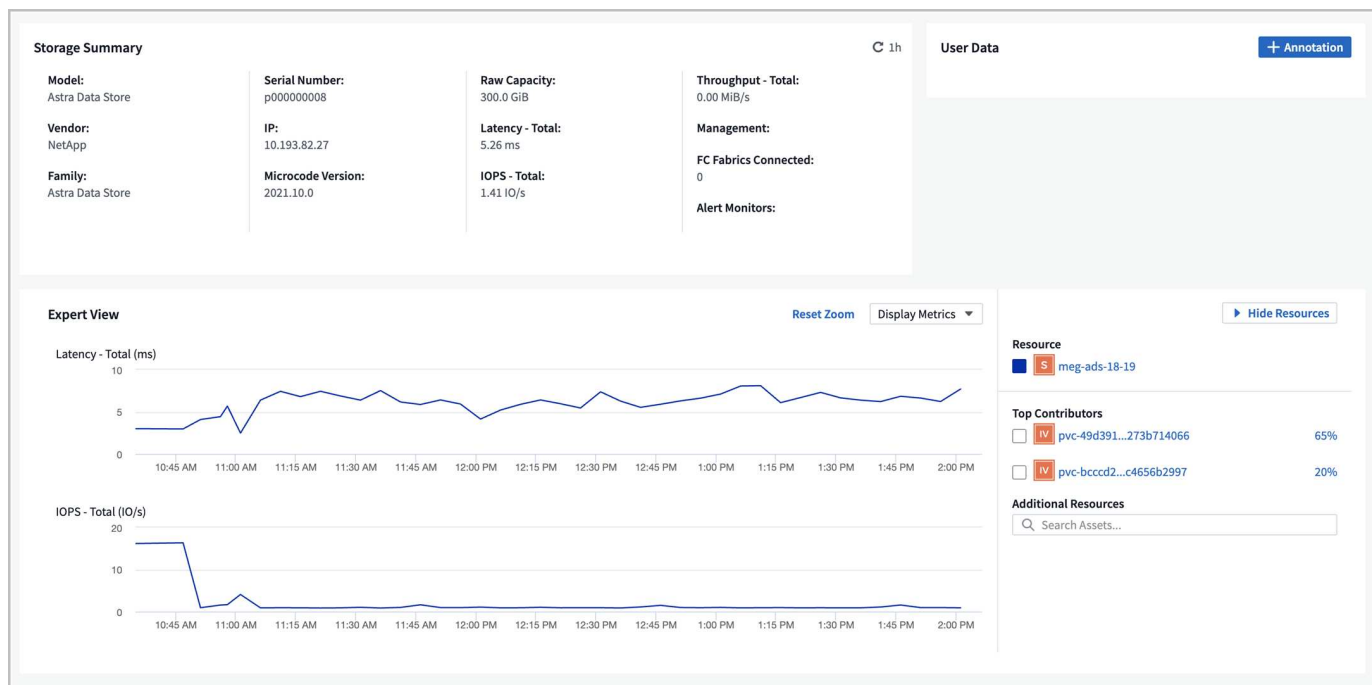 Storage Summary
1h
Model:
Astra Data Store
Vendor:
NetApp
Family:
Astra Data Store
Serial Number:
p000000008
IP:
10.193.82.27
Microcode Version:
2021.10.0
Raw Capacity:
300.0 GiB
Latency - Total:
5.26 ms
IOPS - Total:
1.41 IO/s
Throughput - Total:
0.00 MiB/s
Management:
FC Fabrics Connected:
0
Alert Monitors:
User Data
+ Annotation
Expert View
Reset Zoom
Display Metrics
Latency - Total (ms)
10
5
0
10:45 AM 11:00 AM 11:15 AM 11:30 AM 11:45 AM 12:00 PM 12:15 PM 12:30 PM 12:45 PM 1:00 PM 1:15 PM 1:30 PM 1:45 PM 2:00 PM
IOPS - Total (IO/s)
20
10
0
10:45 AM 11:00 AM 11:15 AM 11:30 AM 11:45 AM 12:00 PM 12:15 PM 12:30 PM 12:45 PM 1:00 PM 1:15 PM 1:30 PM 1:45 PM 2:00 PM
Hide Resources
Resource
S meg-ads-18-19
Top Contributors
IV pvc-49d391...273b714066 65%
IV pvc-bcccd2...c4656b2997 20%
Additional Resources
Search Assets...